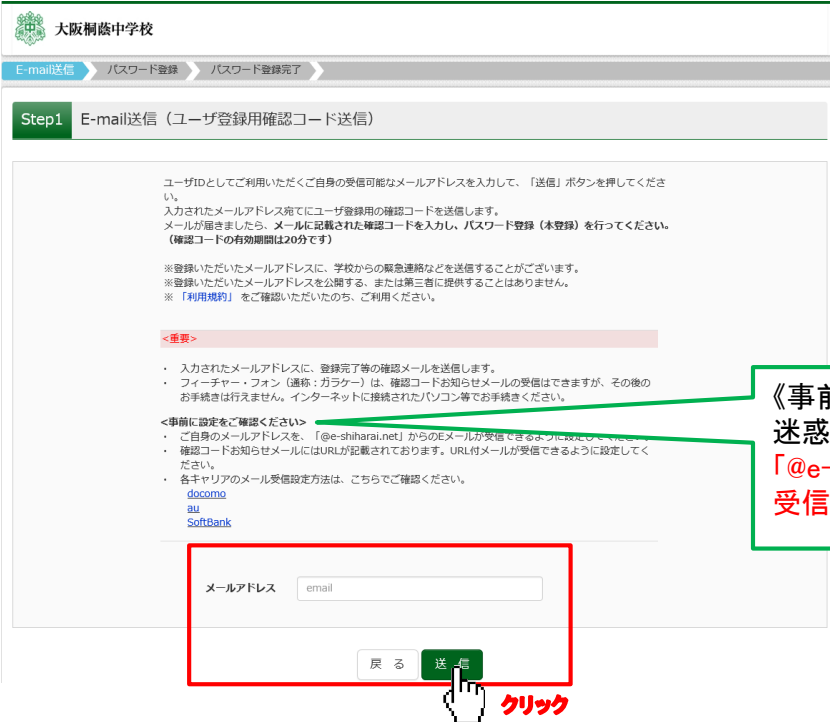 大阪桐蔭中学校
E-mail送信 パスワード登録 パスワード登録完了
Step1 E-mail送信（ユーザ登録用確認コード送信）
ユーザIDとしてご利用いただくご自身の受信可能なメールアドレスを入力して、「送信」ボタンを押してくださ
い。
入力されたメールアドレス宛てにユーザ登録用の確認コードを送信します。
メールが届きましたら、メールに記載された確認コードを入力し、パスワード登録（本登録）を行ってください。
（確認コードの有効期間は20分です）
※登録いただいたメールアドレスに、学校からの緊急連絡などを送信することがございます。
※登録いただいたメールアドレスを公開する、または第三者に提供することはありません。
※ 「利用規約」 をご確認いただいたのち、ご利用ください。
<重要>
・ 入力されたメールアドレスに、登録完了等の確認メールを送信します。
・ フィーチャー・フォン（通称：ガラケー）は、確認コードお知らせメールの受信はできますが、その後の
お手続きは行えません。インターネットに接続されたパソコン等でお手続きください。
<事前に設定をご確認ください>
・ ご自身のメールアドレスを、「@e-shiharai.net」からのEメールが受信できるように設定してください。
・ 確認コードお知らせメールにはURLが記載されております。URL付メールが受信できるように設定してく
ださい。
・ 各キャリアのメール受信設定方法は、こちらでご確認ください。
docomo
au
SoftBank
《事前
迷惑
「@e-
受信
メールアドレス email
戻 る 送 信
クリック